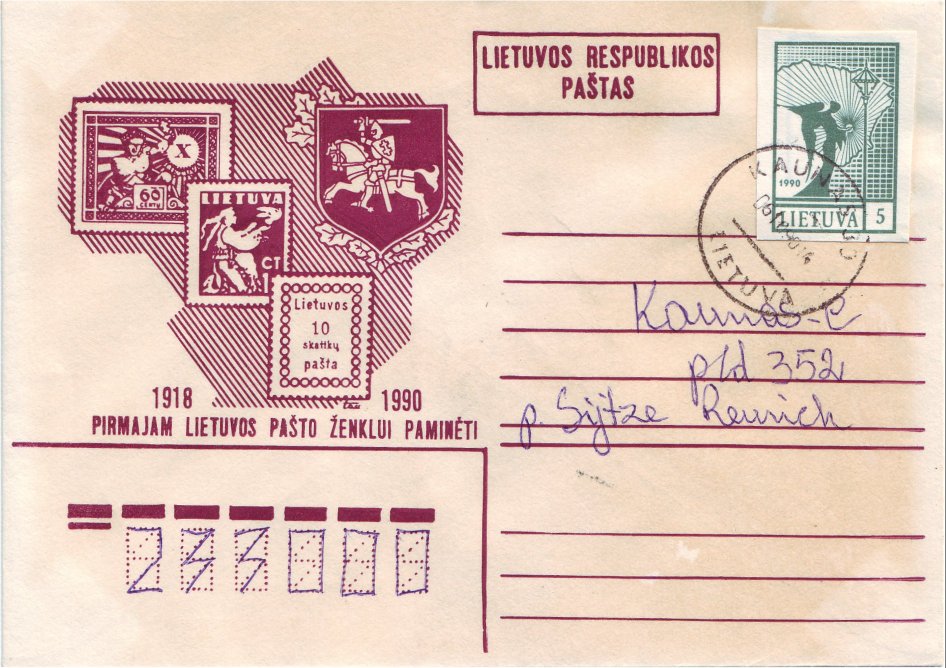 LIETUVOS RESPUBLIKOS
PAŠTAS
X
LIETUVA
CT
Lietuvos
10
skatikų
pašta
1918 1990
PIRMAJAM LIETUVOS PAŠTO ŽENKLUI PAMINĖTI
1990
LIETUVA 5
KAUNAS
LIETUVA
Kaunas-C
pld 352
p. Sijtze Reurich
233000